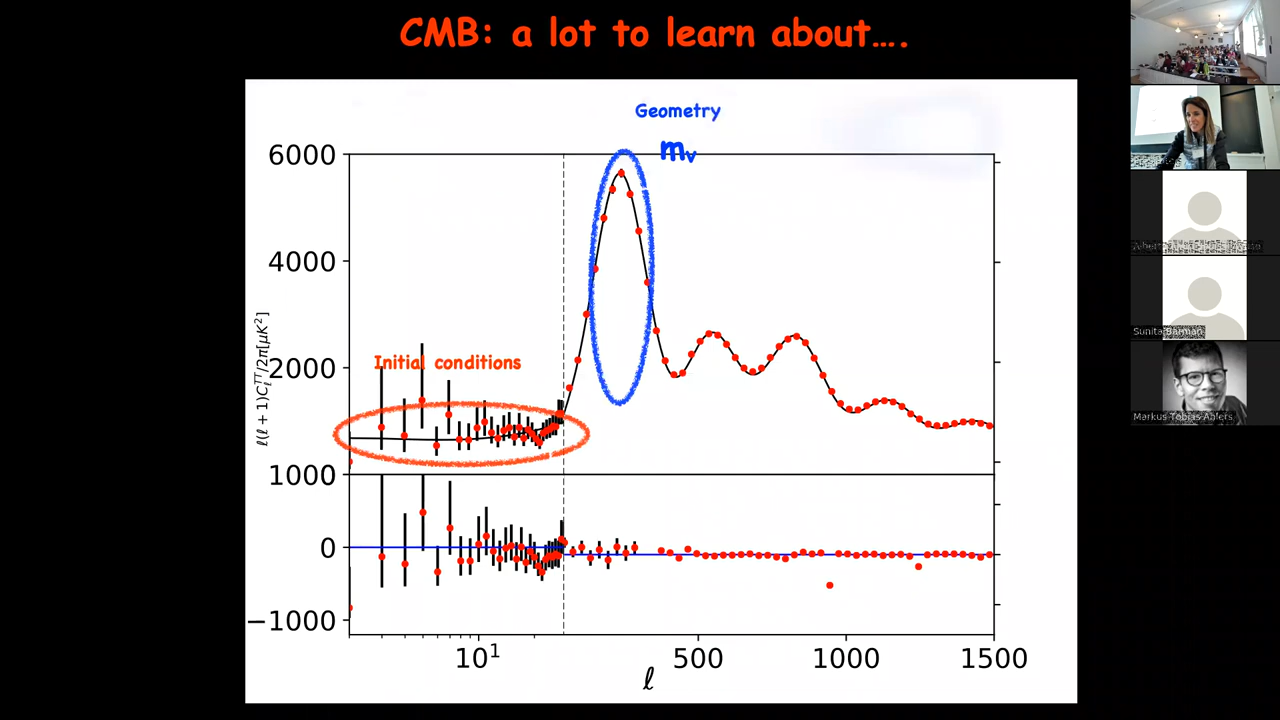 CMB: a lot to learn about....
Geometry
mᵥ
6000
4000
2000
1000
0
−1000
ℓ(ℓ+1)C_ℓ^{TT}/2π[μK²]
Initial conditions
10¹
500
1000
1500
ℓ
Sunita Barman
Markus Tobias Ahlers